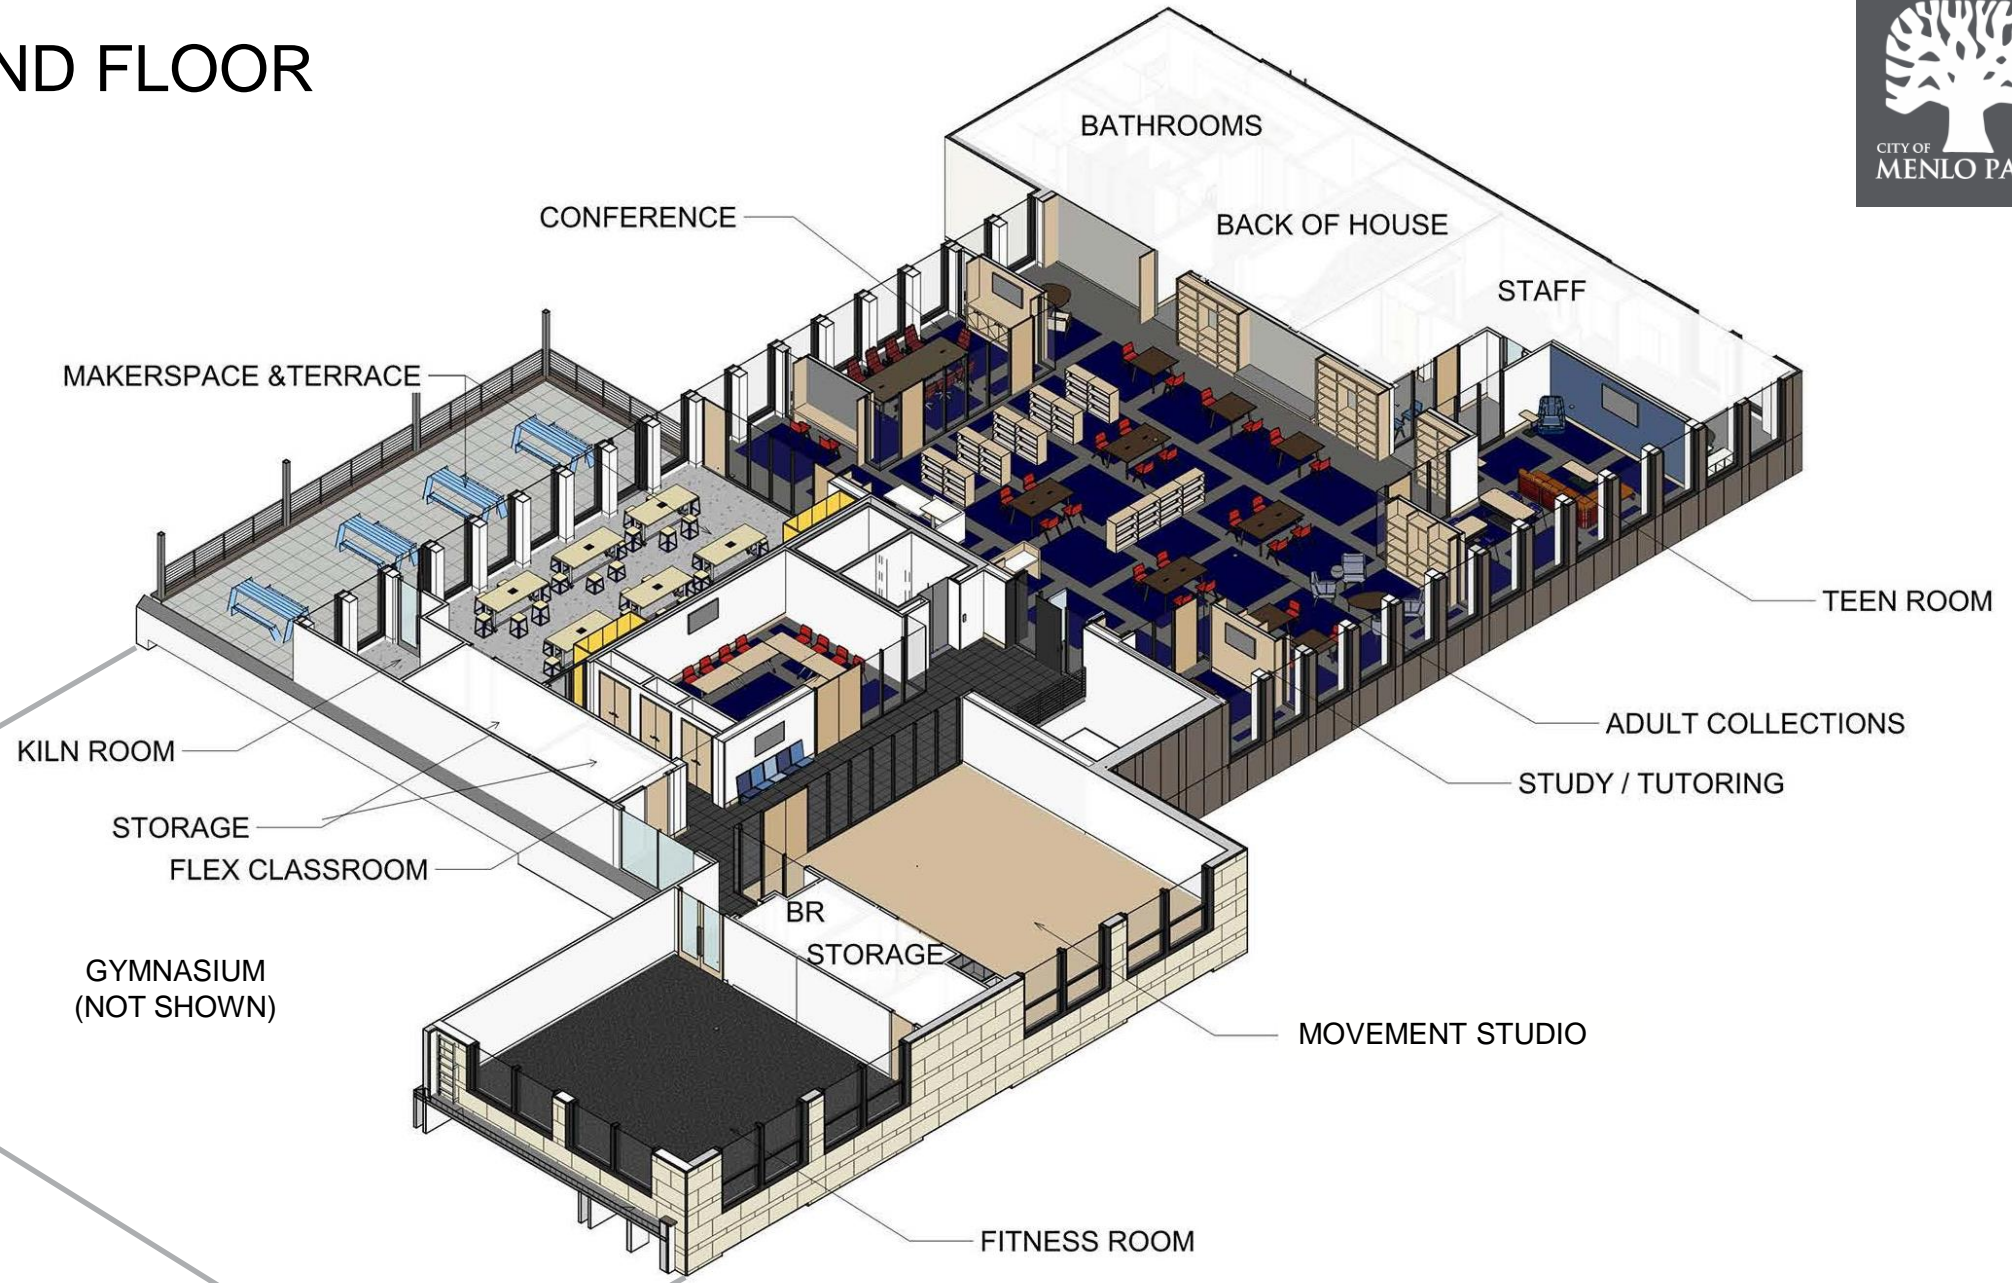 ND FLOOR
CITY OF
MENLO PA
BATHROOMS
CONFERENCE
BACK OF HOUSE
STAFF
MAKERSPACE &TERRACE
TEEN ROOM
ADULT COLLECTIONS
KILN ROOM
STUDY / TUTORING
STORAGE
FLEX CLASSROOM
BR
STORAGE
GYMNASIUM
(NOT SHOWN)
MOVEMENT STUDIO
FITNESS ROOM